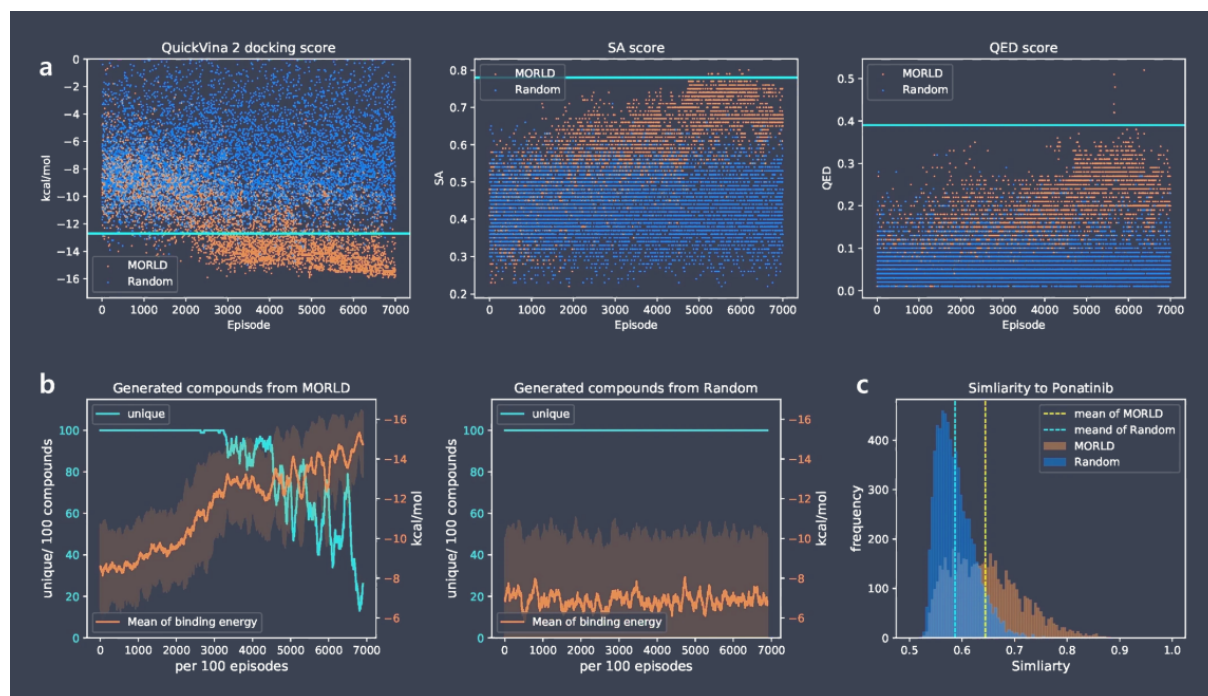 a
QuickVina 2 docking score
0
−2
−4
−6
−8
−10
−12
−14
−16
kcal/mol
MORLD
Random
0 1000 2000 3000 4000 5000 6000 7000
Episode
SA score
0.8
0.7
0.6
0.5
0.4
0.3
0.2
SA
MORLD
Random
0 1000 2000 3000 4000 5000 6000 7000
Episode
QED score
0.5
0.4
0.3
0.2
0.1
0.0
QED
MORLD
Random
0 1000 2000 3000 4000 5000 6000 7000
Episode
b
Generated compounds from MORLD
unique
100
80
60
40
20
0
unique/ 100 compounds
−16
−14
−12
−10
−8
−6
kcal/mol
Mean of binding energy
0 1000 2000 3000 4000 5000 6000 7000
per 100 episodes
Generated compounds from Random
unique
100
80
60
40
20
0
unique/ 100 compounds
−16
−14
−12
−10
−8
−6
kcal/mol
Mean of binding energy
0 1000 2000 3000 4000 5000 6000 7000
per 100 episodes
c
Simliarity to Ponatinib
mean of MORLD
meand of Random
MORLD
Random
400
300
200
100
0
frequency
0.5 0.6 0.7 0.8 0.9 1.0
Simliarty